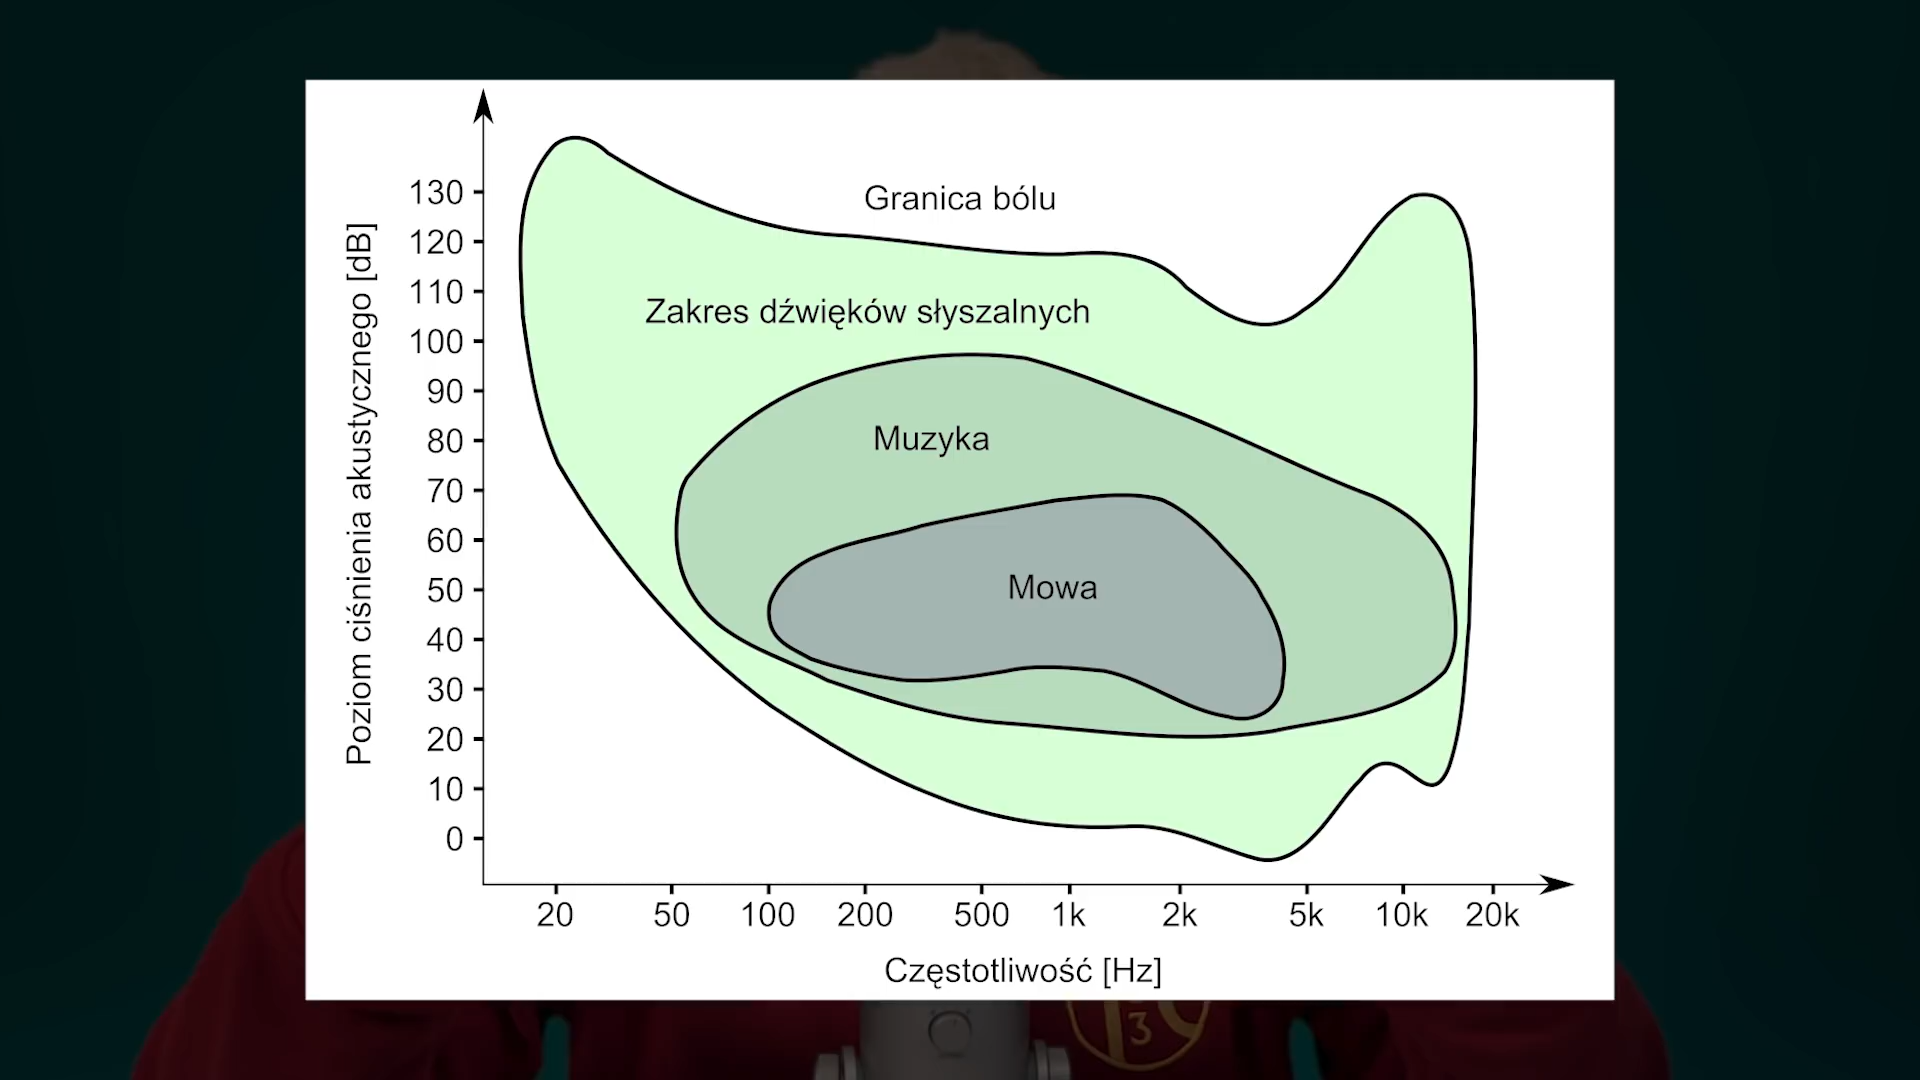 Granica bólu
Zakres dźwięków słyszalnych
Muzyka
Mowa
Poziom ciśnienia akustycznego [dB]
130
120
110
100
90
80
70
60
50
40
30
20
10
0
20 50 100 200 500 1k 2k 5k 10k 20k
Częstotliwość [Hz]
3